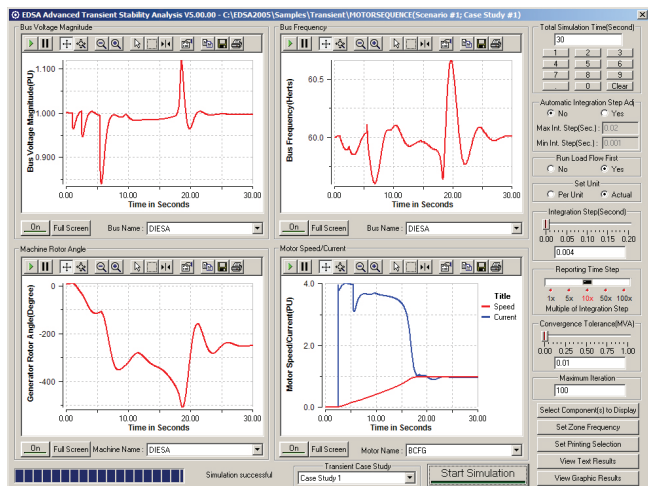 EDSA Advanced Transient Stability Analysis V5.00.00 - C:\EDSA2005\Samples\Transient\MOTORSEQUENCE(Scenario #1; Case Study #1)
Bus Voltage Magnitude
Bus Voltage Magnitude(PU)
1.100
1.000
0.900
0.00 10.00 20.00 30.00
Time in Seconds
On Full Screen Bus Name : DIESA
Bus Frequency
Bus Frequency(Herts)
60.5
60.0
0.00 10.00 20.00 30.00
Time in Seconds
On Full Screen Bus Name : DIESA
Machine Rotor Angle
Generator Rotor Angle(Degree)
0
-200
-400
0.00 10.00 20.00 30.00
Time in Seconds
On Full Screen Machine Name : DIESA
Motor Speed/Current
Motor Speed/Current(PU)
4.0
2.0
0.0
0.00 10.00 20.00 30.00
Time in Seconds
Title
Speed
Current
On Full Screen Motor Name : BCFG
Simulation successful
Transient Case Study
Case Study 1
Start Simulation
Total Simulation Time(Second)
30
1 2 3
4 5 6
7 8 9
. 0 Clear
Automatic Integration Step Adj
No Yes
Max Int. Step(Sec.) : 0.02
Min Int. Step(Sec.) : 0.001
Run Load Flow First
No Yes
Set Unit
Per Unit Actual
Integration Step(Second)
0.00 0.05 0.10 0.15 0.20
0.004
Reporting Time Step
1x 5x 10x 50x 100x
Multiple of Integration Step
Convergence Tolerance(MVA)
0.00 0.25 0.50 0.75 1.00
0.01
Maximum Iteration
100
Select Component(s) to Display
Set Zone Frequency
Set Printing Selection
View Text Results
View Graphic Results